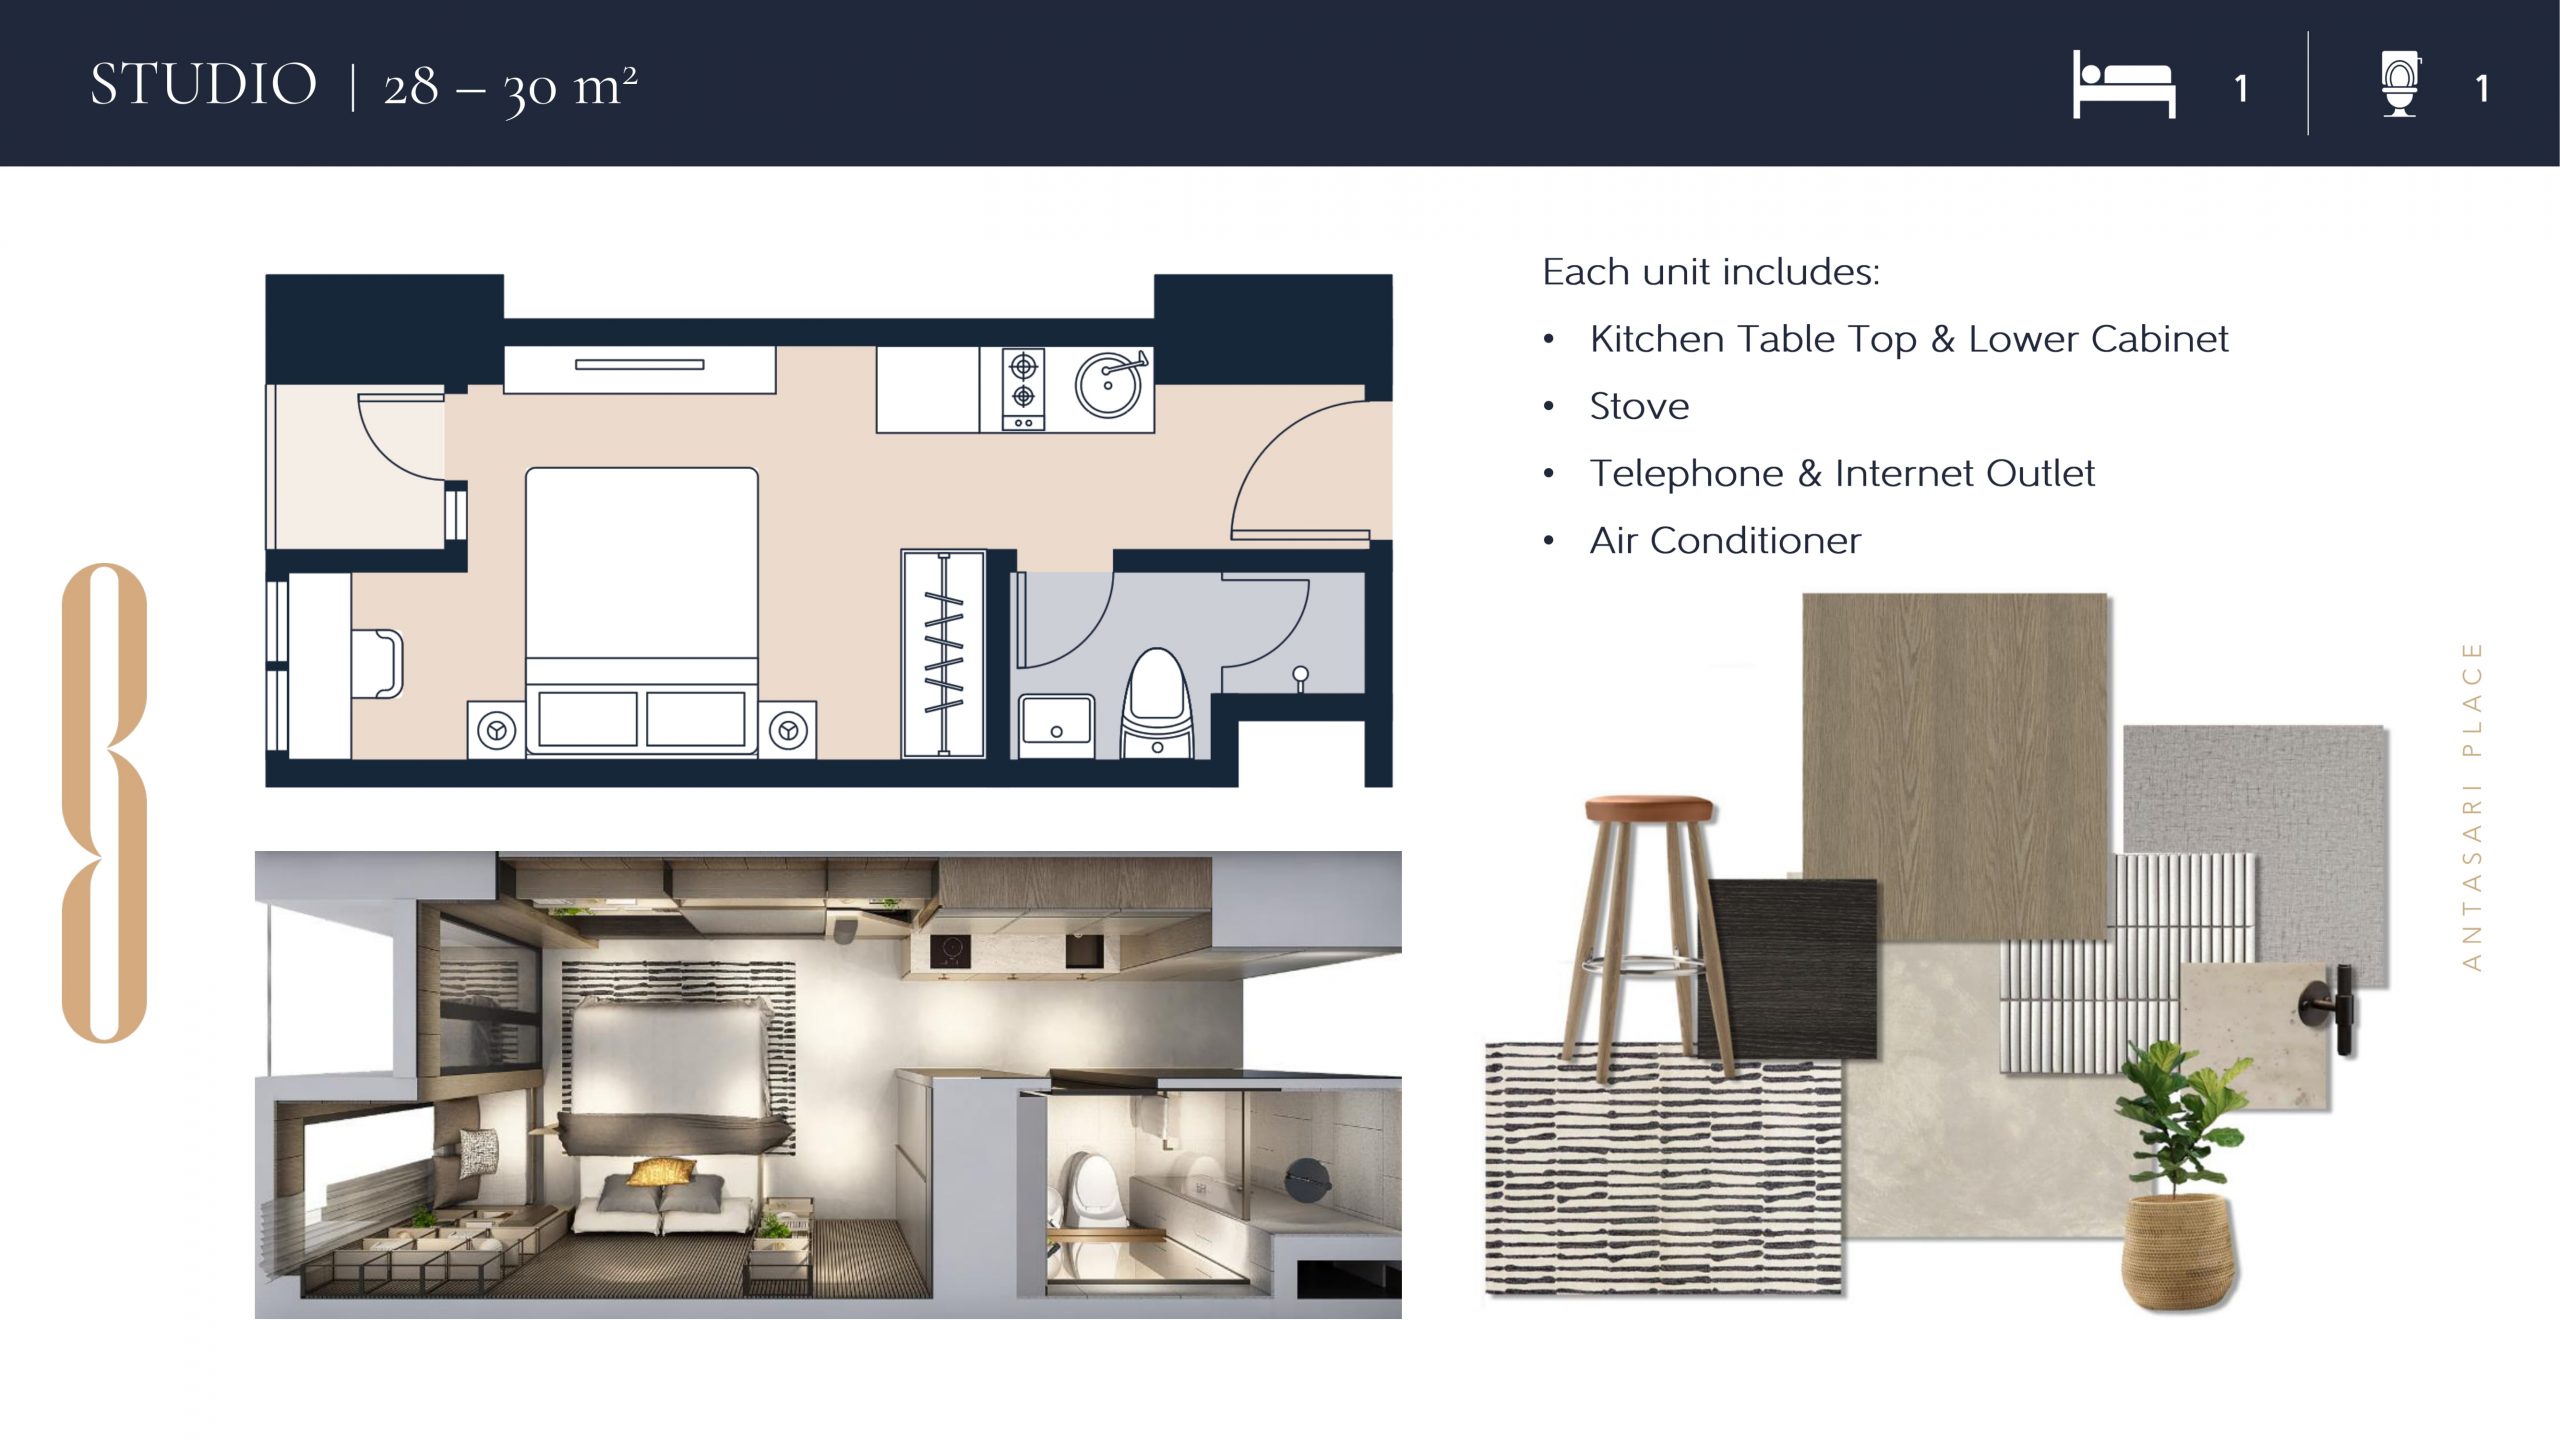 STUDIO | 28 – 30 m²
1
1
Each unit includes:
• Kitchen Table Top & Lower Cabinet
• Stove
• Telephone & Internet Outlet
• Air Conditioner
ANTASARI PLACE